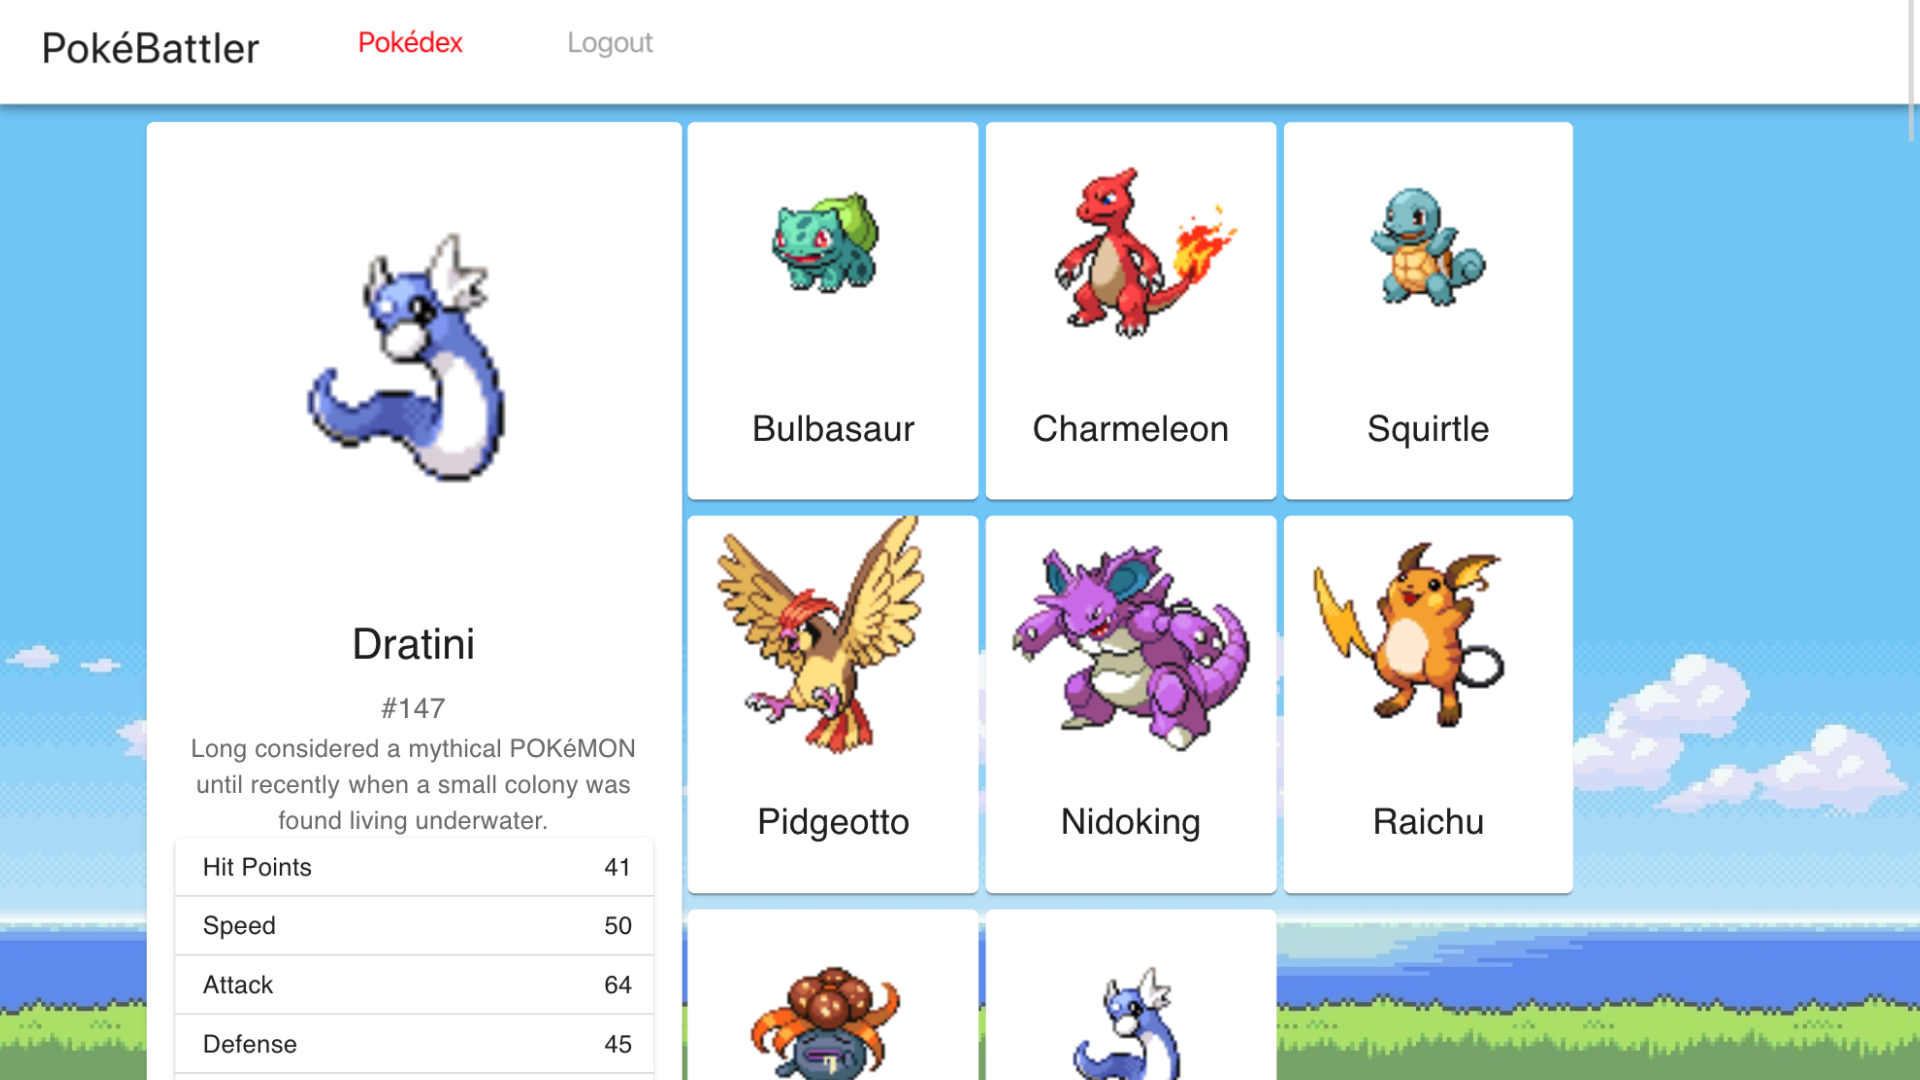 PokéBattler
Pokédex
Logout
Dratini
#147
Long considered a mythical POKéMON
until recently when a small colony was
found living underwater.
Hit Points 41
Speed 50
Attack 64
Defense 45
Bulbasaur
Charmeleon
Squirtle
Pidgeotto
Nidoking
Raichu